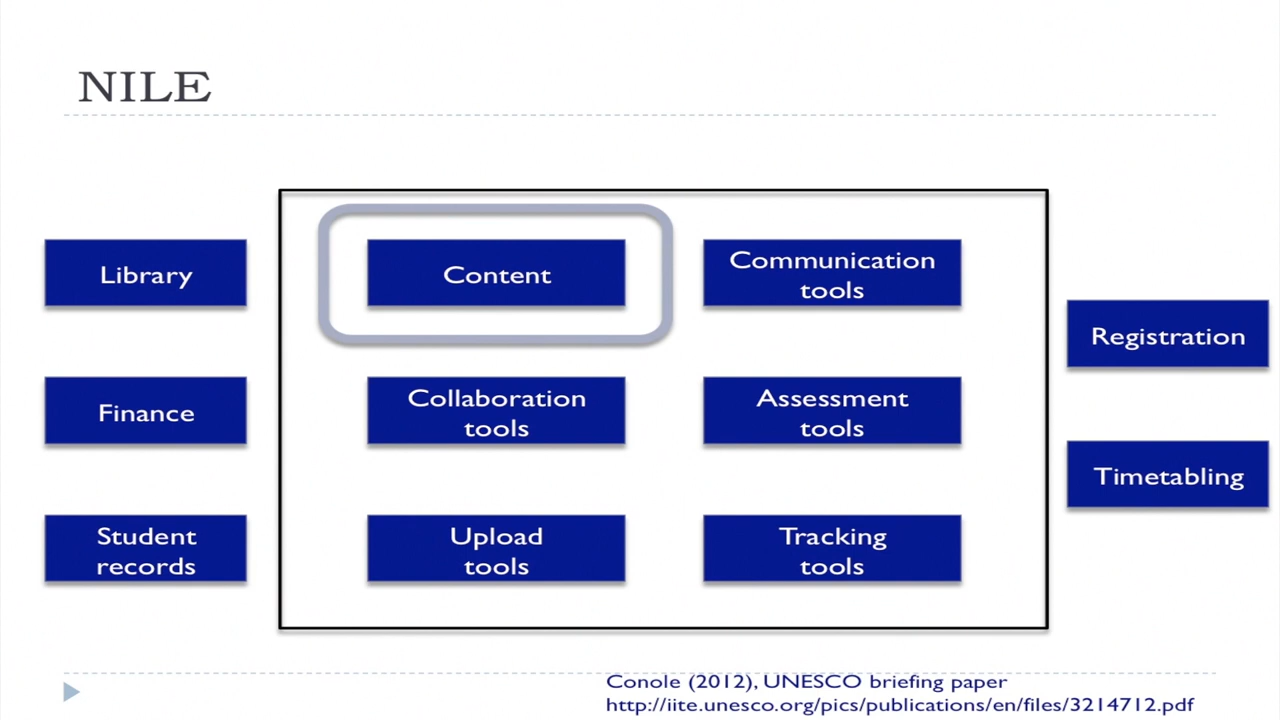 NILE
Library
Content
Communication
tools
Registration
Finance
Collaboration
tools
Assessment
tools
Timetabling
Student
records
Upload
tools
Tracking
tools
Conole (2012), UNESCO briefing paper
http://iite.unesco.org/pics/publications/en/files/3214712.pdf